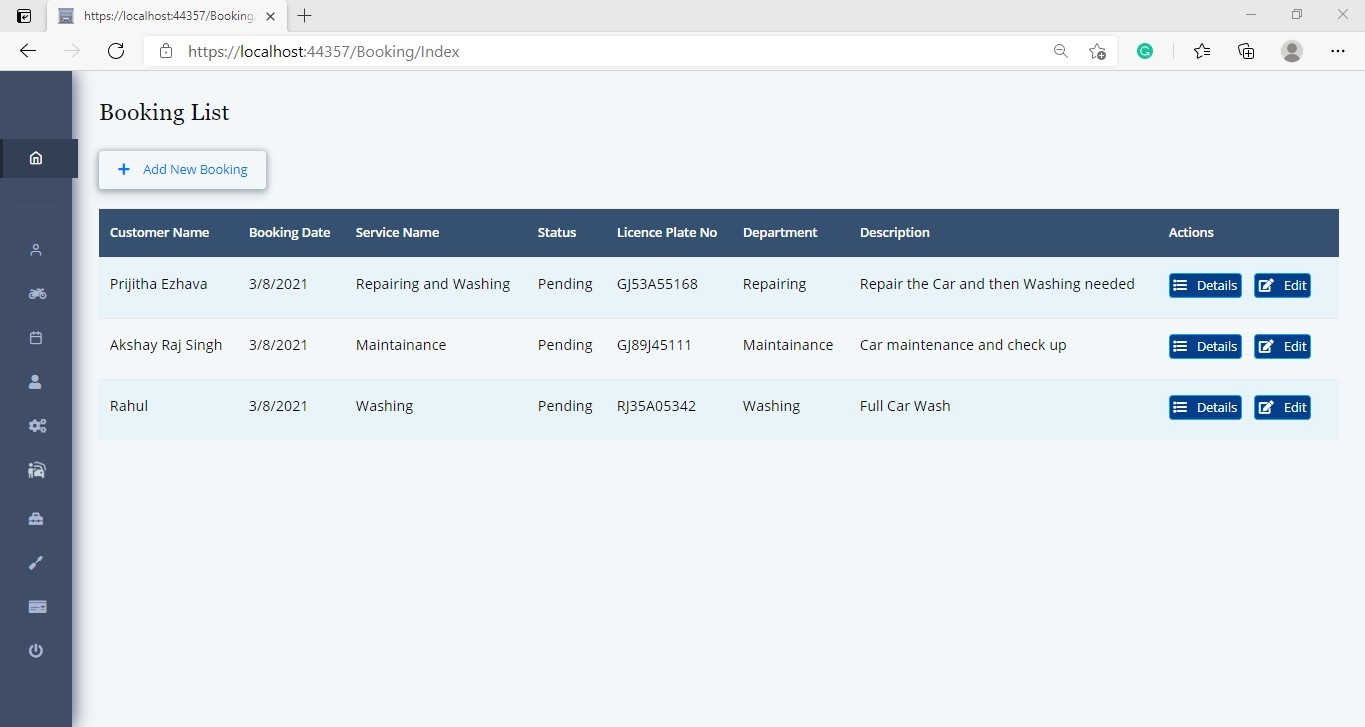 https://localhost:44357/Booking
https://localhost:44357/Booking/Index
Booking List
+ Add New Booking
Customer Name Booking Date Service Name Status Licence Plate No Department Description Actions
Prijitha Ezhava 3/8/2021 Repairing and Washing Pending GJ53A55168 Repairing Repair the Car and then Washing needed Details Edit
Akshay Raj Singh 3/8/2021 Maintainance Pending GJ89J45111 Maintainance Car maintenance and check up Details Edit
Rahul 3/8/2021 Washing Pending RJ35A05342 Washing Full Car Wash Details Edit